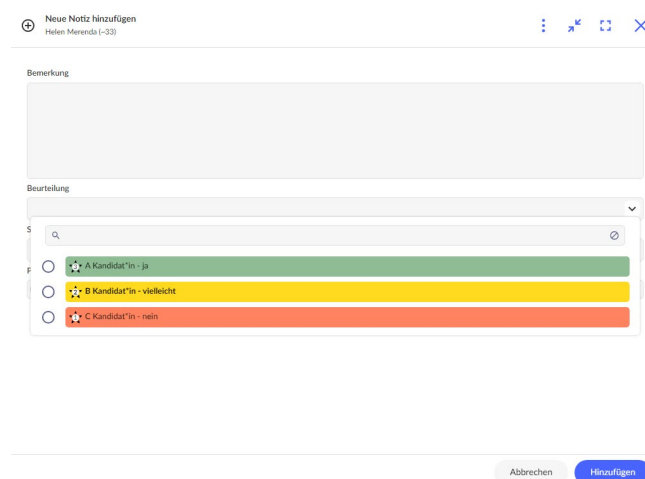 Neue Notiz hinzufügen
Helen Merenda (~33)
Bemerkung
Beurteilung
S
A Kandidat*in - ja
F
B Kandidat*in - vielleicht
C Kandidat*in - nein
Abbrechen
Hinzufügen